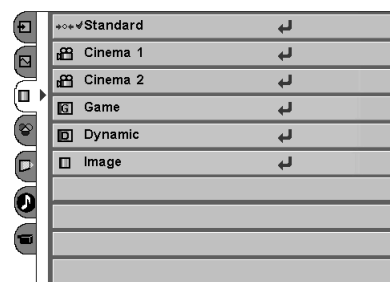 Standard
Cinema 1
Cinema 2
G Game
D Dynamic
Image